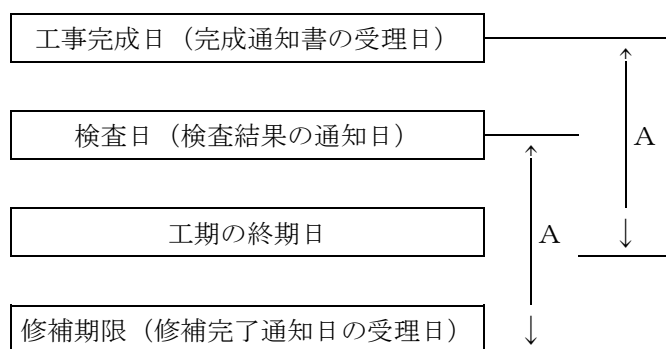 工事完成日（完成通知書の受理日）
検査日（検査結果の通知日）
A
工期の終期日
A
修補期限（修補完了通知日の受理日）